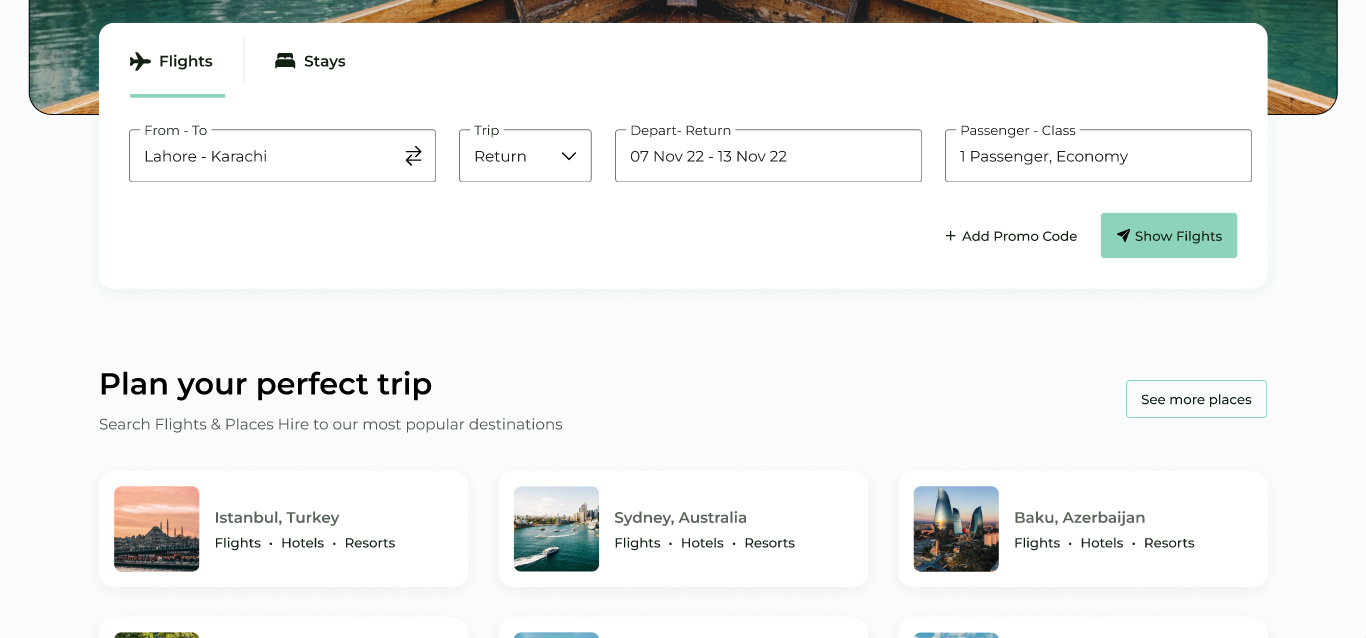 Flights
Stays
From - To
Lahore - Karachi
Trip
Return
Depart- Return
07 Nov 22 - 13 Nov 22
Passenger - Class
1 Passenger, Economy
+ Add Promo Code
Show Filghts
Plan your perfect trip
See more places
Search Flights & Places Hire to our most popular destinations
Istanbul, Turkey
Flights • Hotels • Resorts
Sydney, Australia
Flights • Hotels • Resorts
Baku, Azerbaijan
Flights • Hotels • Resorts